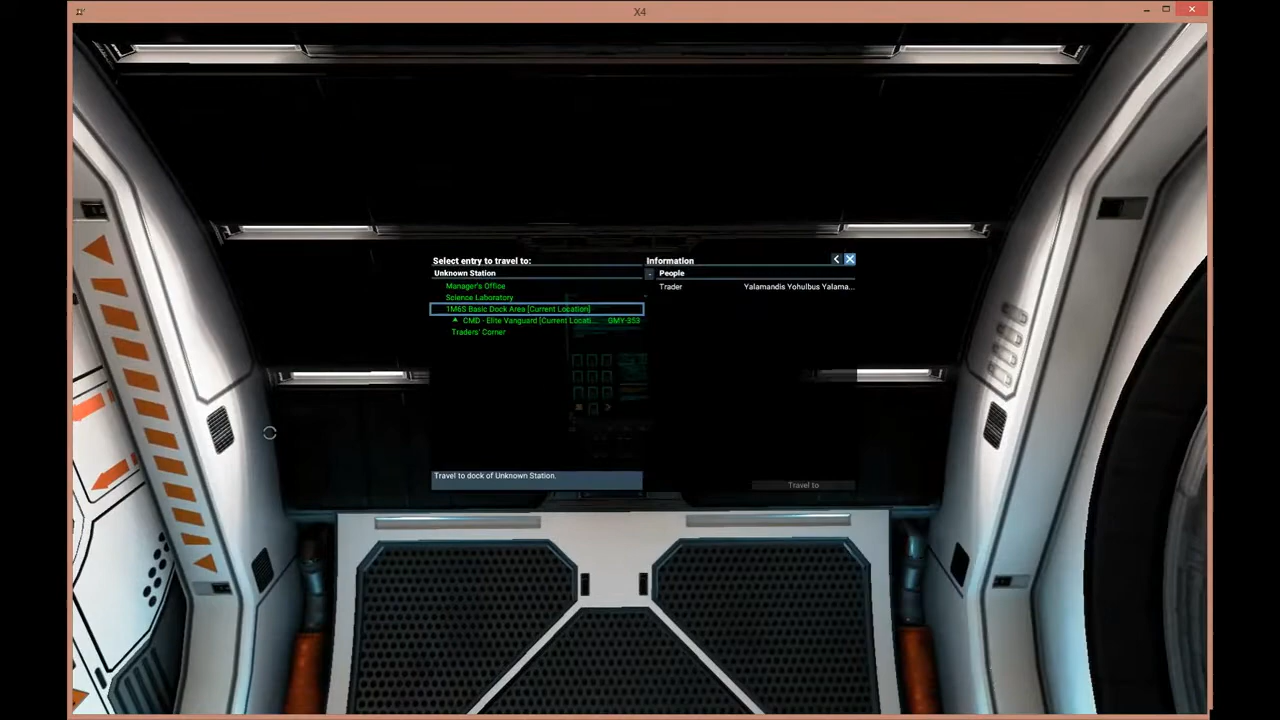 X4
Select entry to travel to:
Unknown Station
Manager's Office
Science Laboratory
1M6S Basic Dock Area [Current Location]
CMD - Elite Vanguard [Current Locati... GMY-353
Traders' Corner
Travel to dock of Unknown Station.
Information
People
Trader Yalamandis Yohulbus Yalama...
Travel to